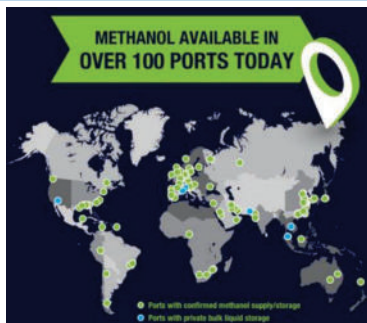 METHANOL AVAILABLE IN
OVER 100 PORTS TODAY
Ports with confirmed methanol supply/storage
Ports with private bulk liquid storage